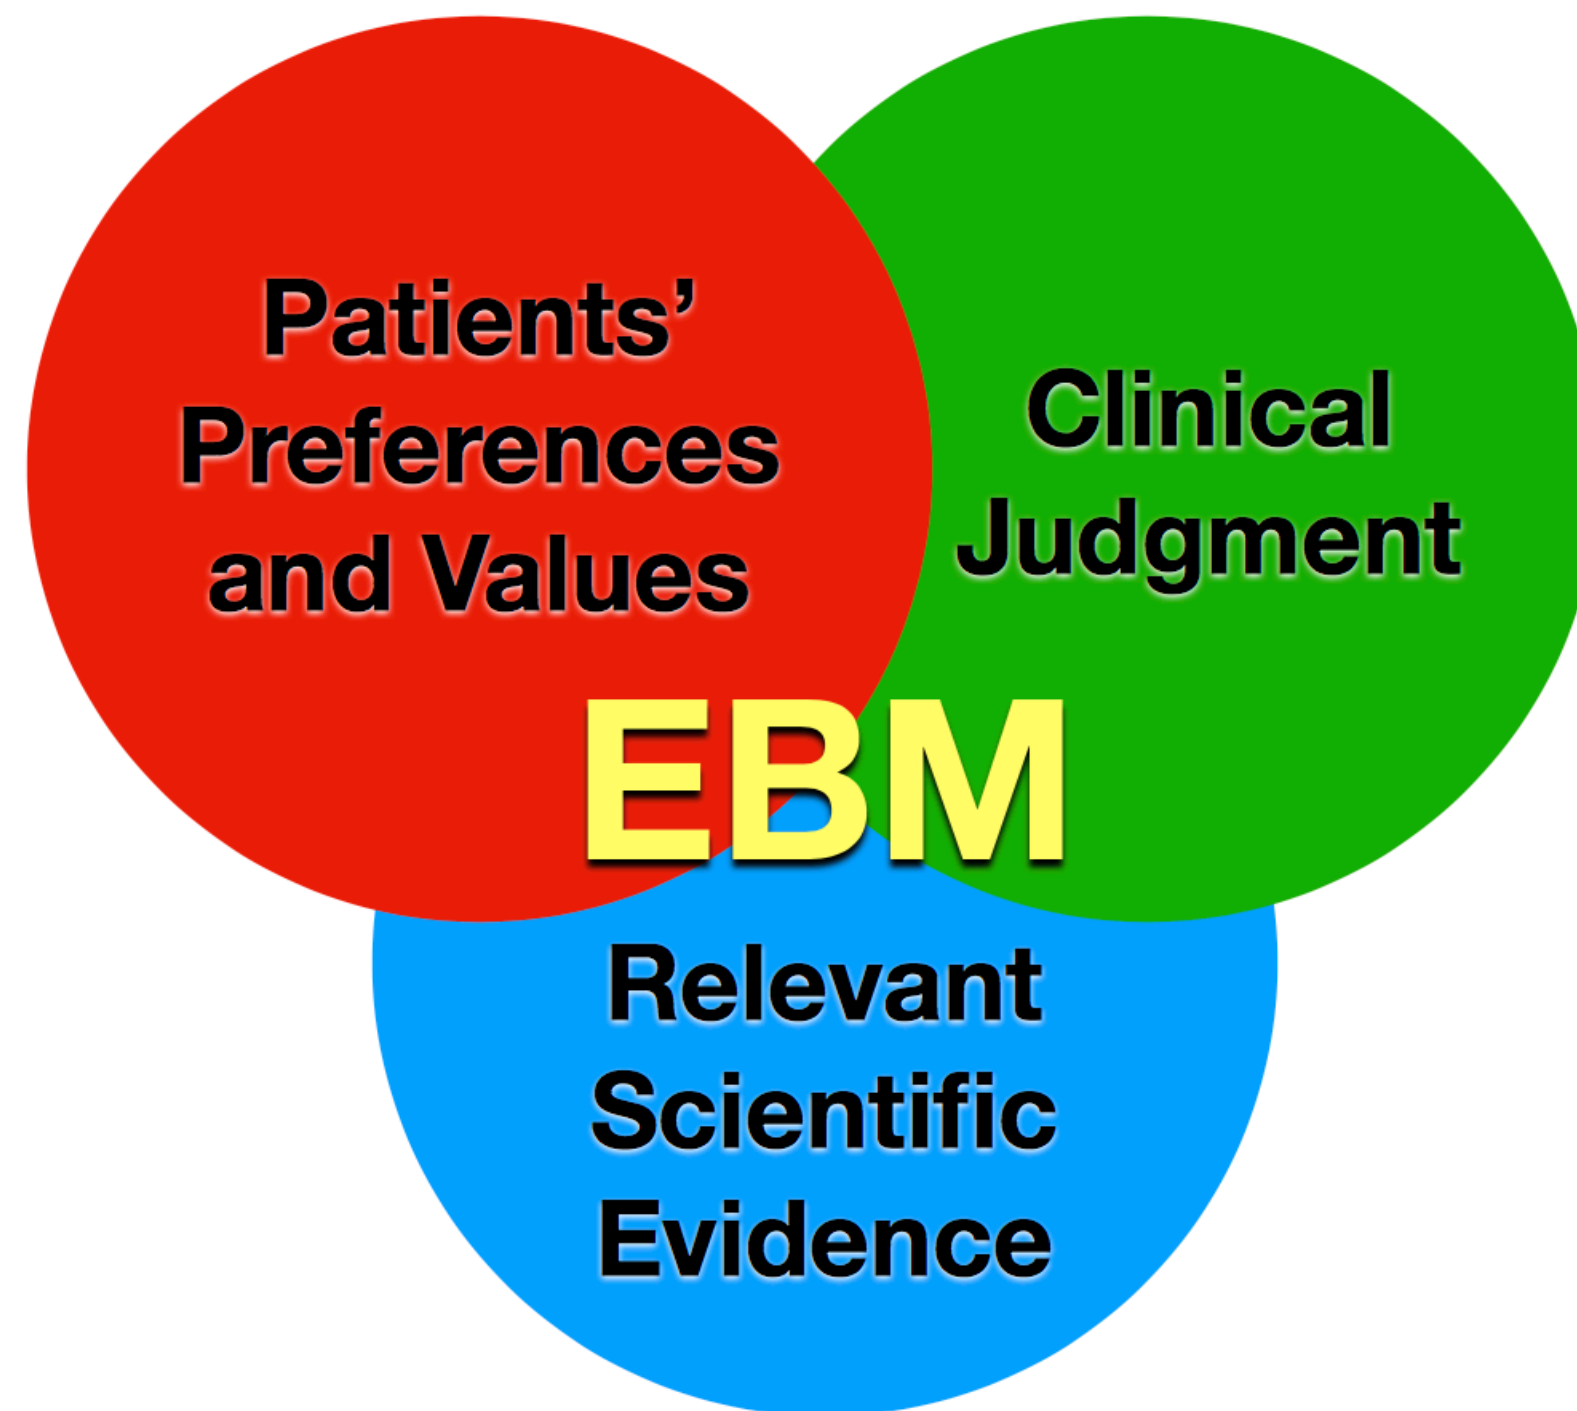 Patients’
Preferences
and Values
Clinical
Judgment
EBM
Relevant
Scientific
Evidence